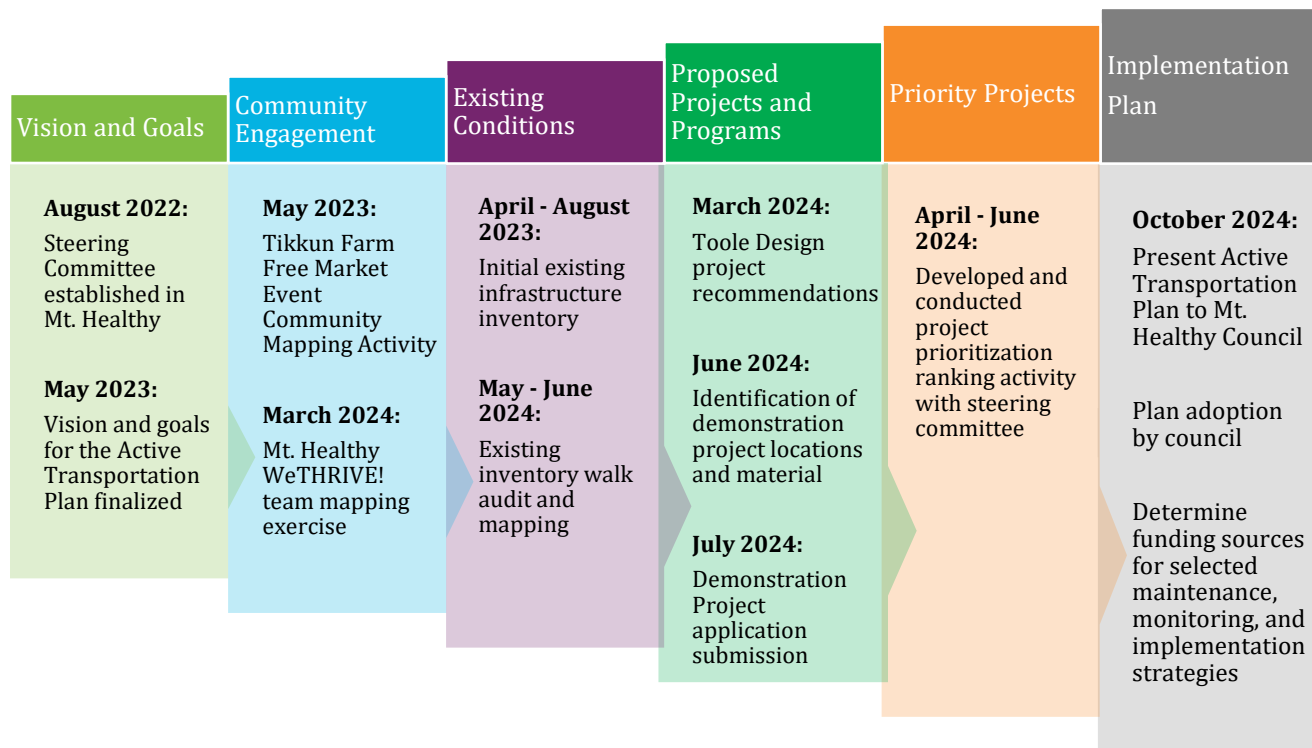 Vision and Goals
August 2022:
Steering
Committee
established in
Mt. Healthy
May 2023:
Vision and goals
for the Active
Transportation
Plan finalized
Community
Engagement
May 2023:
Tikkun Farm
Free Market
Event
Community
Mapping Activity
March 2024:
Mt. Healthy
WeTHRIVE!
team mapping
exercise
Existing
Conditions
April - August
2023:
Initial existing
infrastructure
inventory
May - June
2024:
Existing
inventory walk
audit and
mapping
Proposed
Projects and
Programs
March 2024:
Toole Design
project
recommendations
June 2024:
Identification of
demonstration
project locations
and material
July 2024:
Demonstration
Project
application
submission
Priority Projects
April - June
2024:
Developed and
conducted
project
prioritization
ranking activity
with steering
committee
Implementation
Plan
October 2024:
Present Active
Transportation
Plan to Mt.
Healthy Council
Plan adoption
by council
Determine
funding sources
for selected
maintenance,
monitoring, and
implementation
strategies